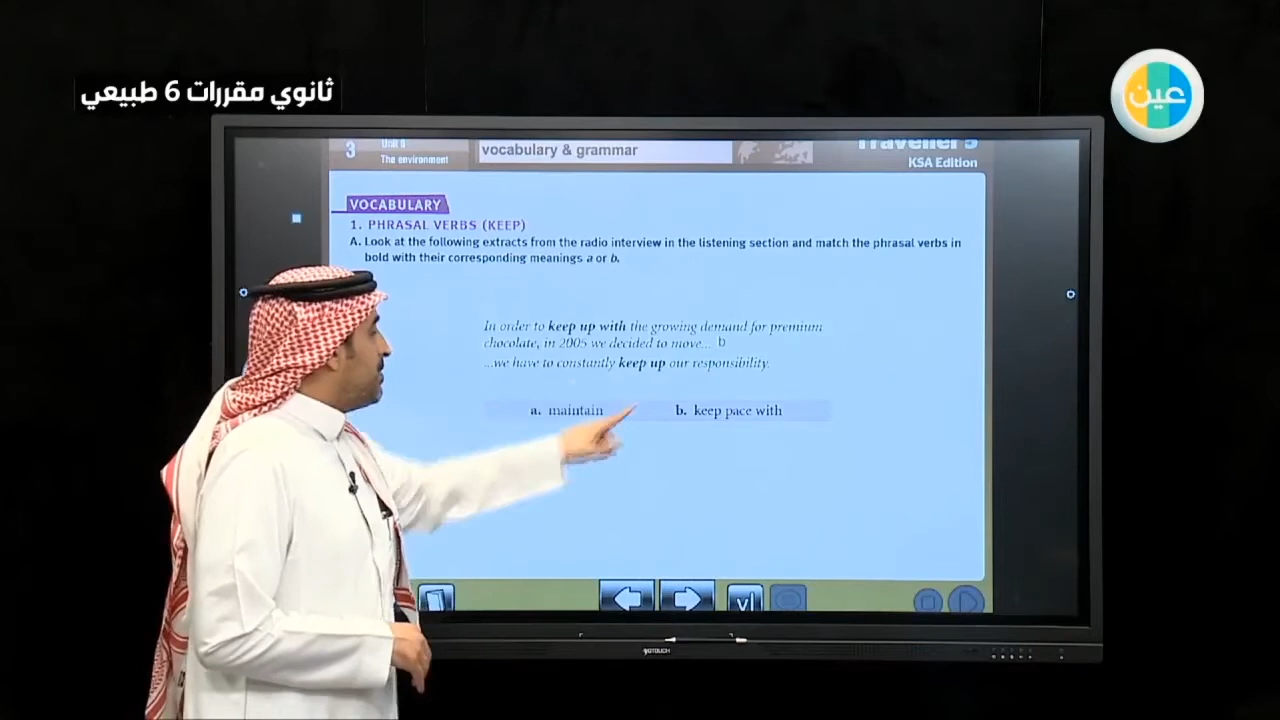 ثانوي مقررات 6 طبيعي
عين
3
Unit 6
The environment
vocabulary & grammar
Traveller 5
KSA Edition
VOCABULARY
1. PHRASAL VERBS (KEEP)
A. Look at the following extracts from the radio interview in the listening section and match the phrasal verbs in
bold with their corresponding meanings a or b.
In order to keep up with the growing demand for premium
chocolate, in 2005 we decided to move... b
...we have to constantly keep up our responsibility.
a. maintain b. keep pace with